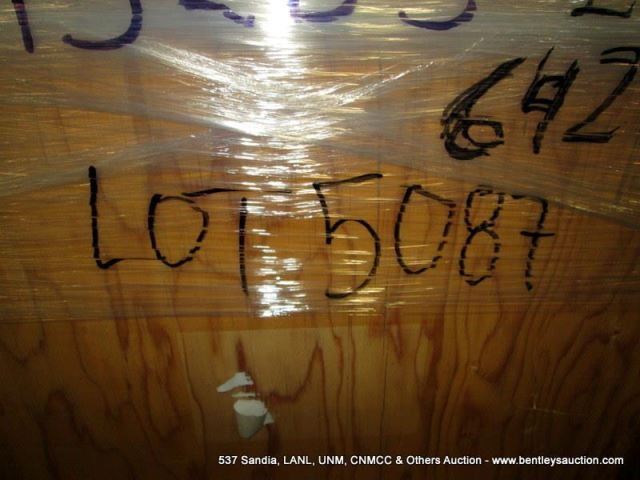 642
LOT 5087
537 Sandia, LANL, UNM, CNMCC & Others Auction - www.bentleysauction.com